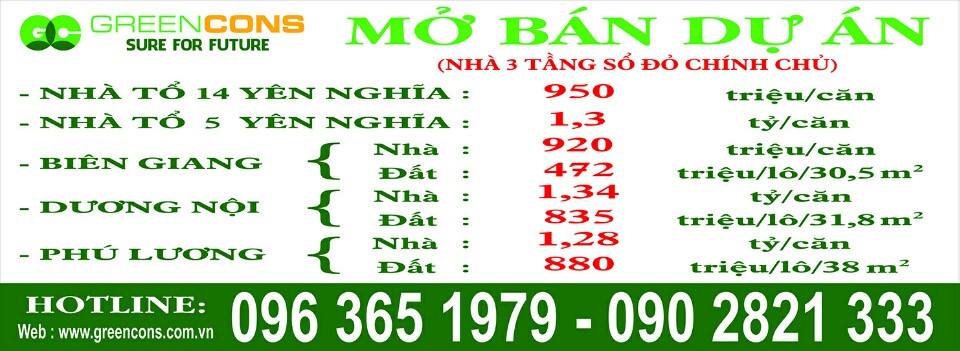 GC GREENCONS
SURE FOR FUTURE
MỞ BÁN DỰ ÁN
(NHÀ 3 TẦNG SỔ ĐỎ CHÍNH CHỦ)
- NHÀ TỔ 14 YÊN NGHĨA : 950 triệu/căn
- NHÀ TỔ 5 YÊN NGHĨA : 1,3 tỷ/căn
- BIÊN GIANG { Nhà : 920 triệu/căn
Đất : 472 triệu/lô/30,5 m²
- DƯƠNG NỘI { Nhà : 1,34 tỷ/căn
Đất : 835 triệu/lô/31,8 m²
- PHÚ LƯƠNG { Nhà : 1,28 tỷ/căn
Đất : 880 triệu/lô/38 m²
HOTLINE: 096 365 1979 - 090 2821 333
Web : www.greencons.com.vn